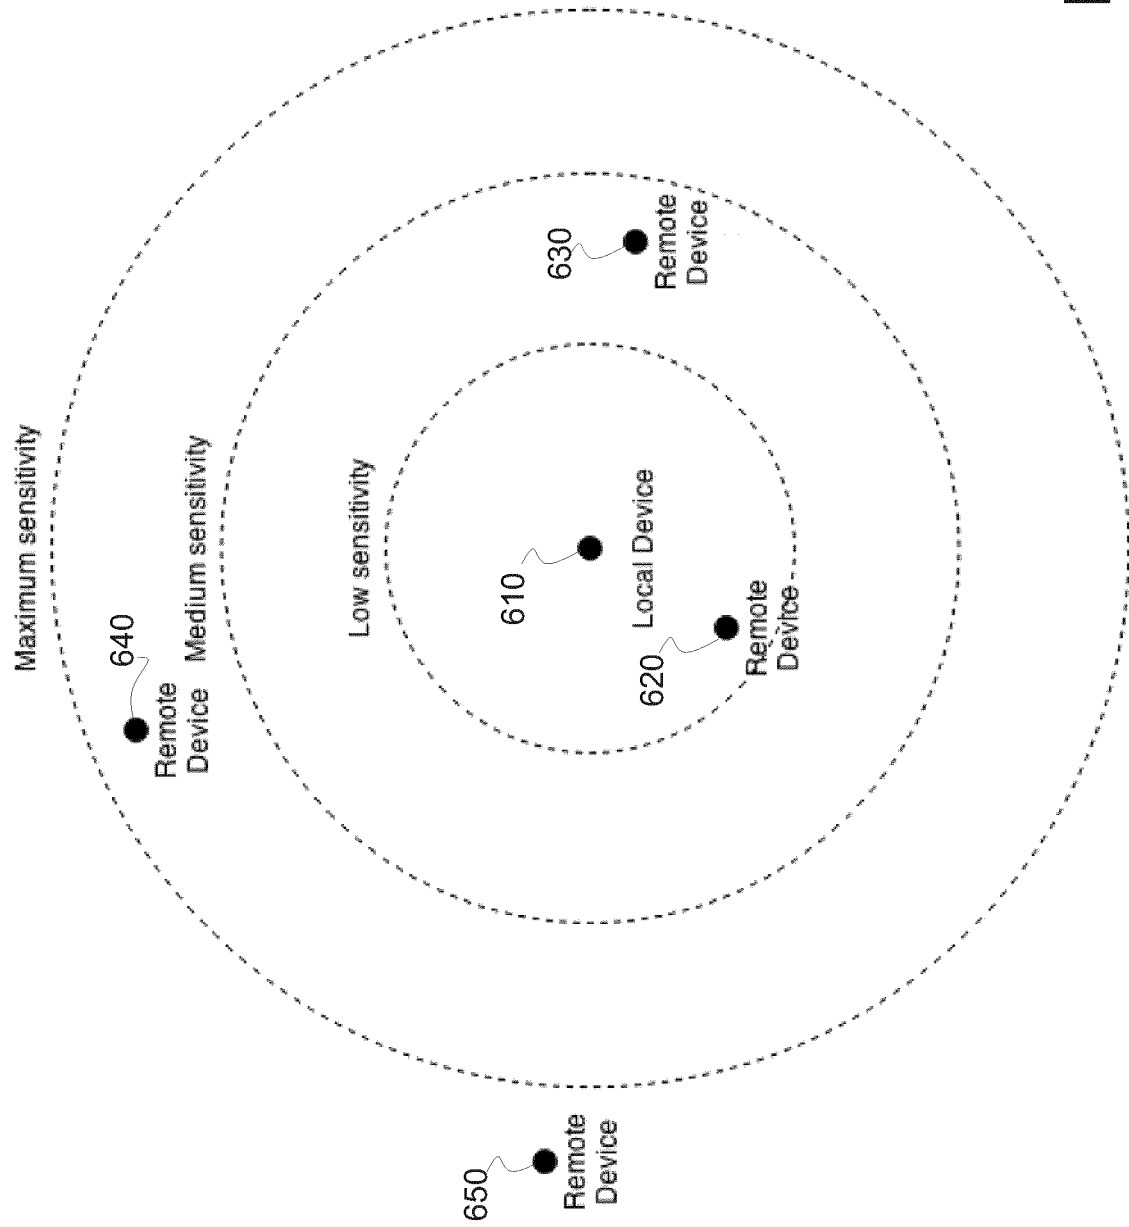 Maximum sensitivity
640
Remote
Device
Medium sensitivity
Low sensitivity
630
Remote
Device
610
Local Device
620
Remote
Device
650
Remote
Device